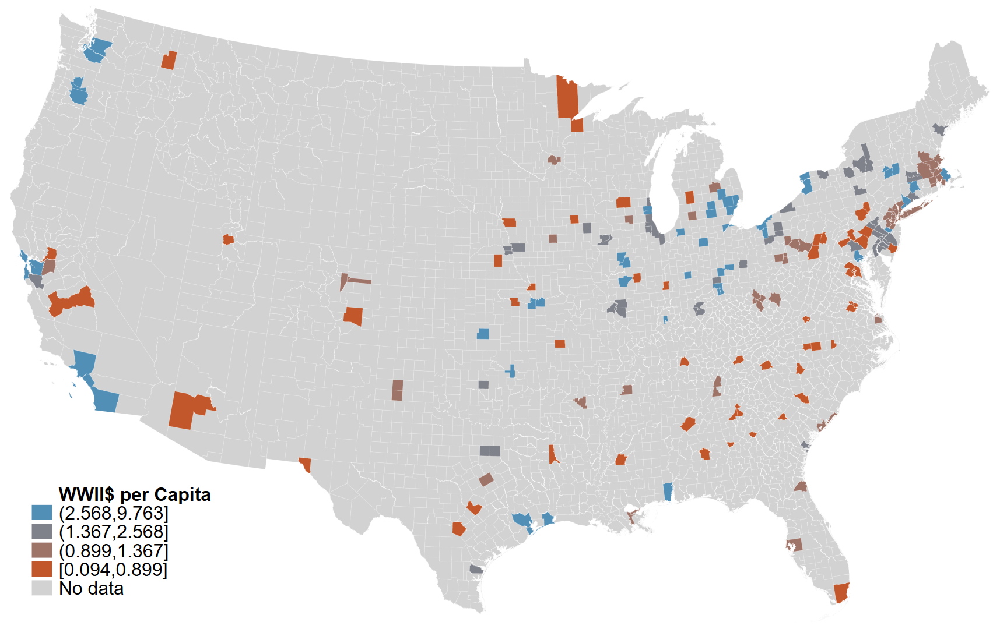 WWII$ per Capita
(2.568,9.763]
(1.367,2.568]
(0.899,1.367]
[0.094,0.899]
No data